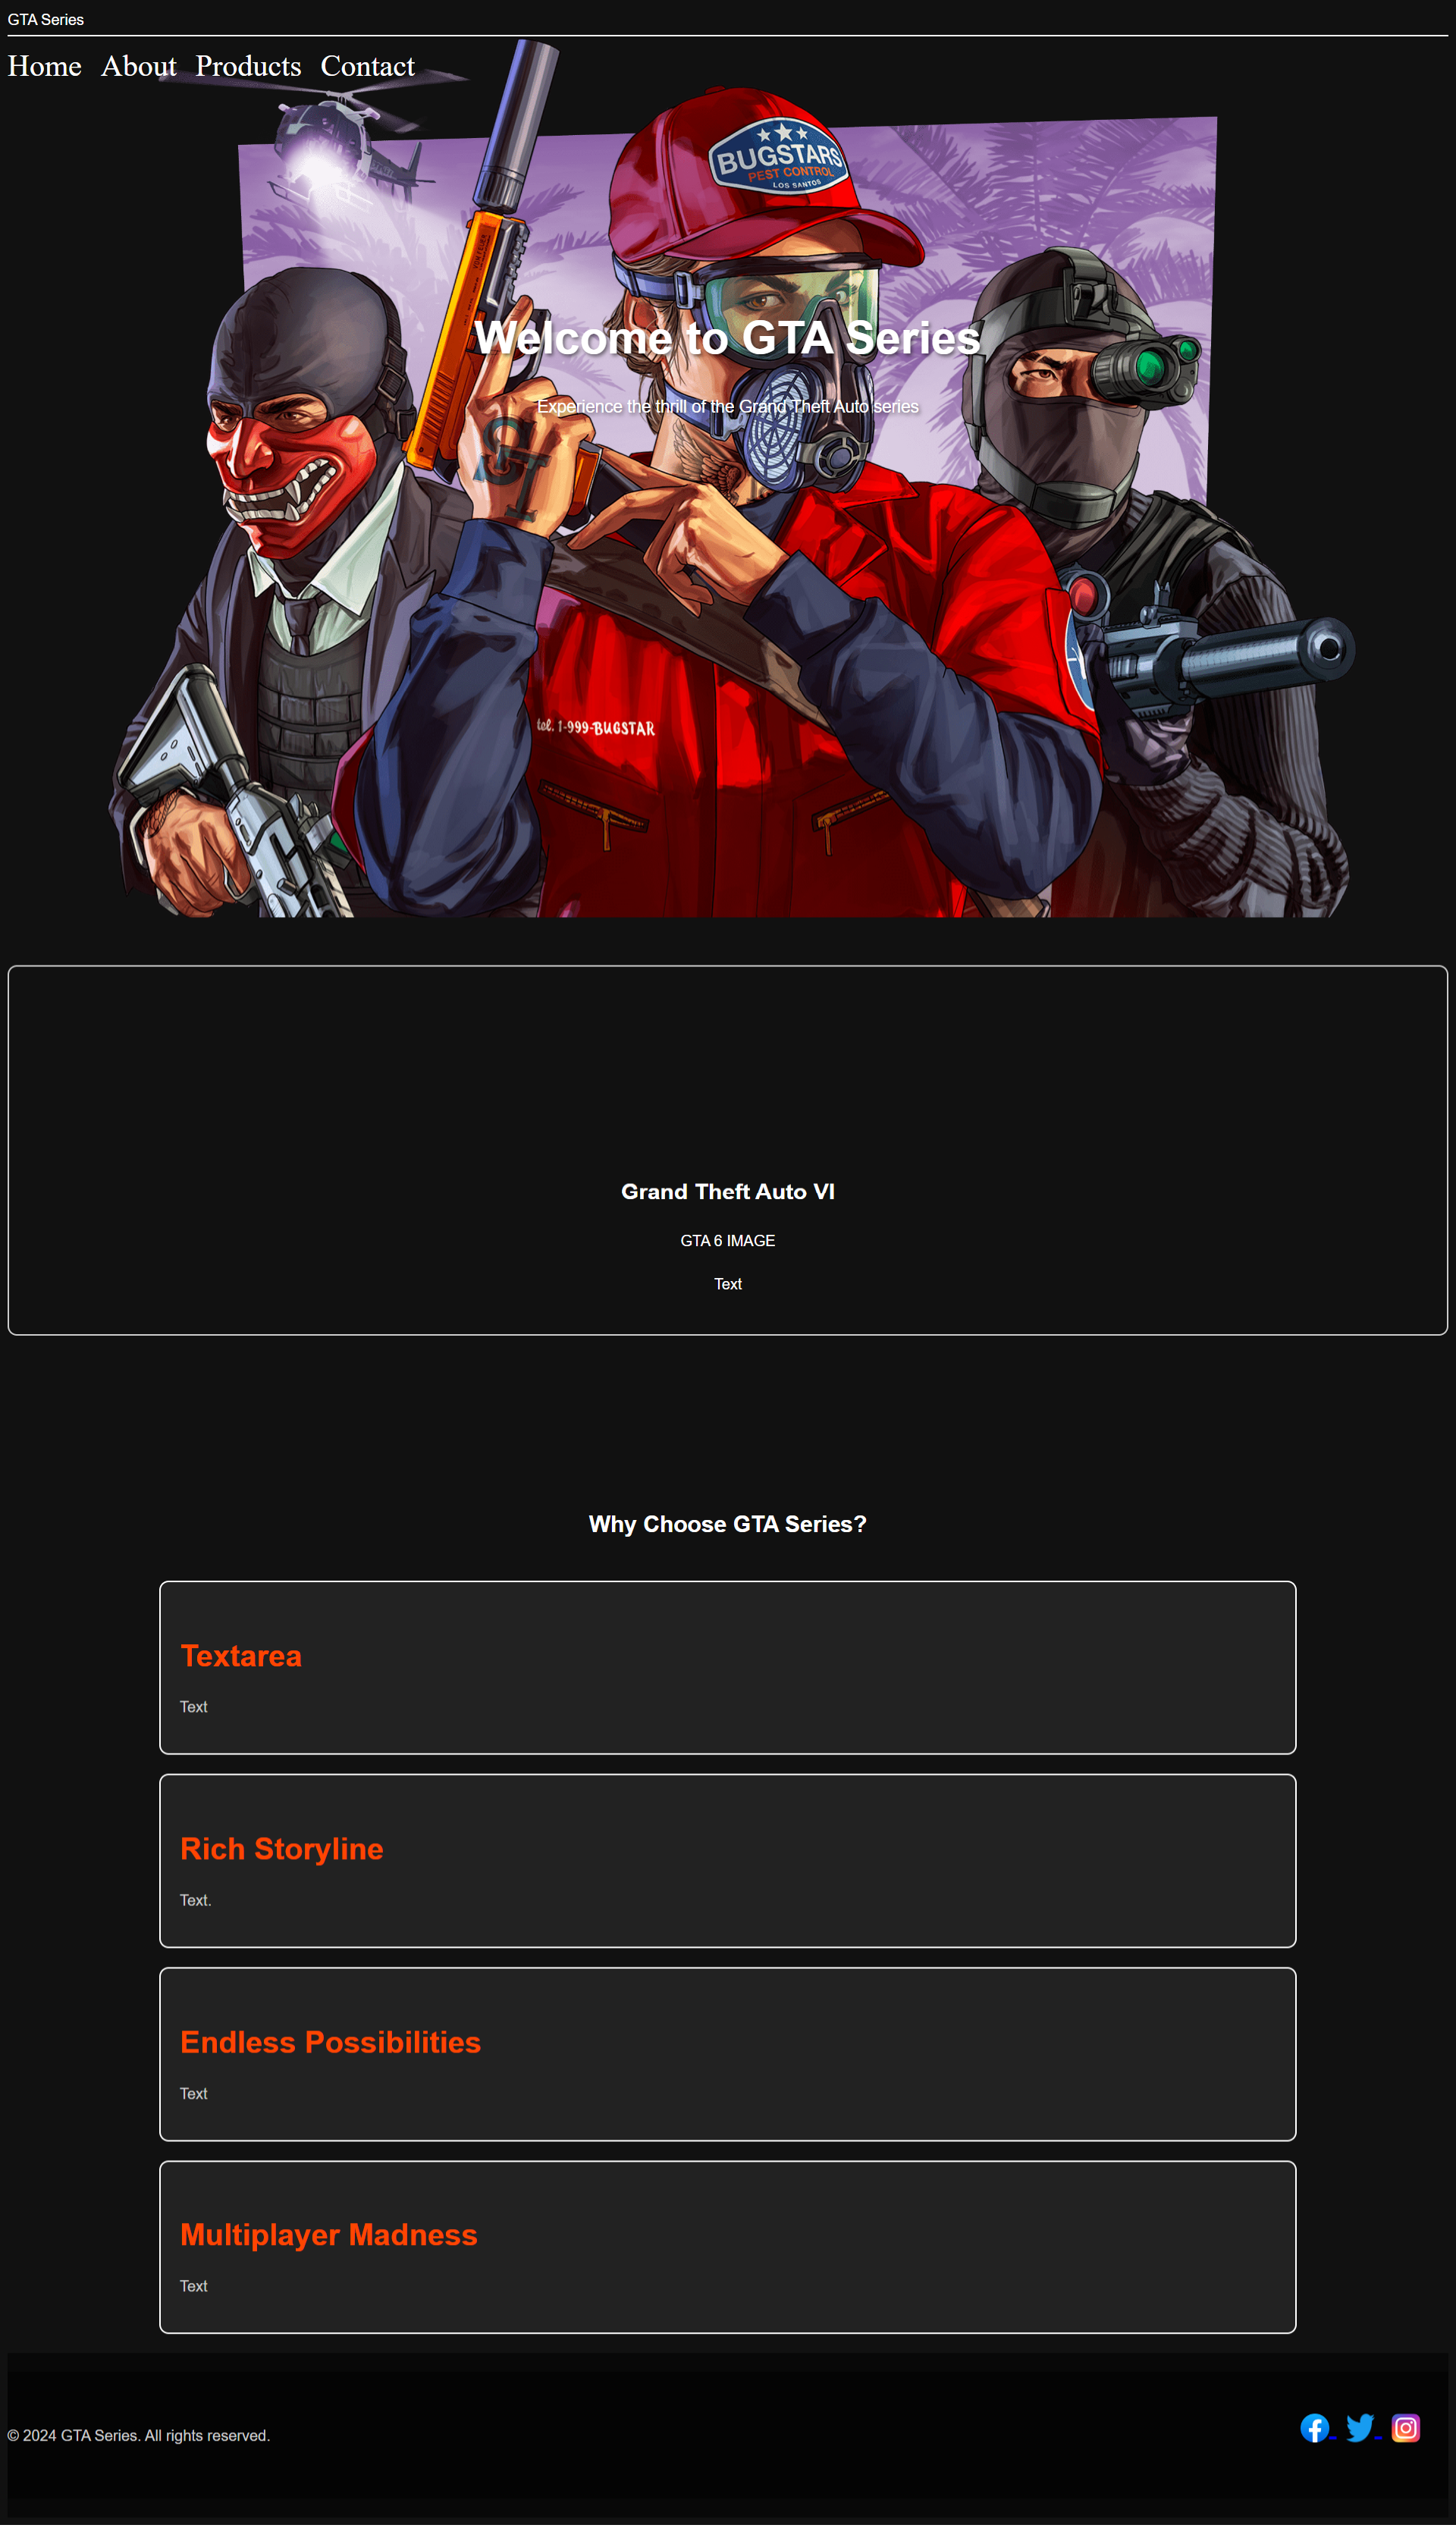 GTA Series
Home About Products Contact
BUGSTARS
PEST CONTROL
LOS SANTOS
Welcome to GTA Series
Experience the thrill of the Grand Theft Auto series
tel. 1-999-BUGSTAR
Grand Theft Auto VI
GTA 6 IMAGE
Text
Why Choose GTA Series?
Textarea
Text
Rich Storyline
Text.
Endless Possibilities
Text
Multiplayer Madness
Text
© 2024 GTA Series. All rights reserved.